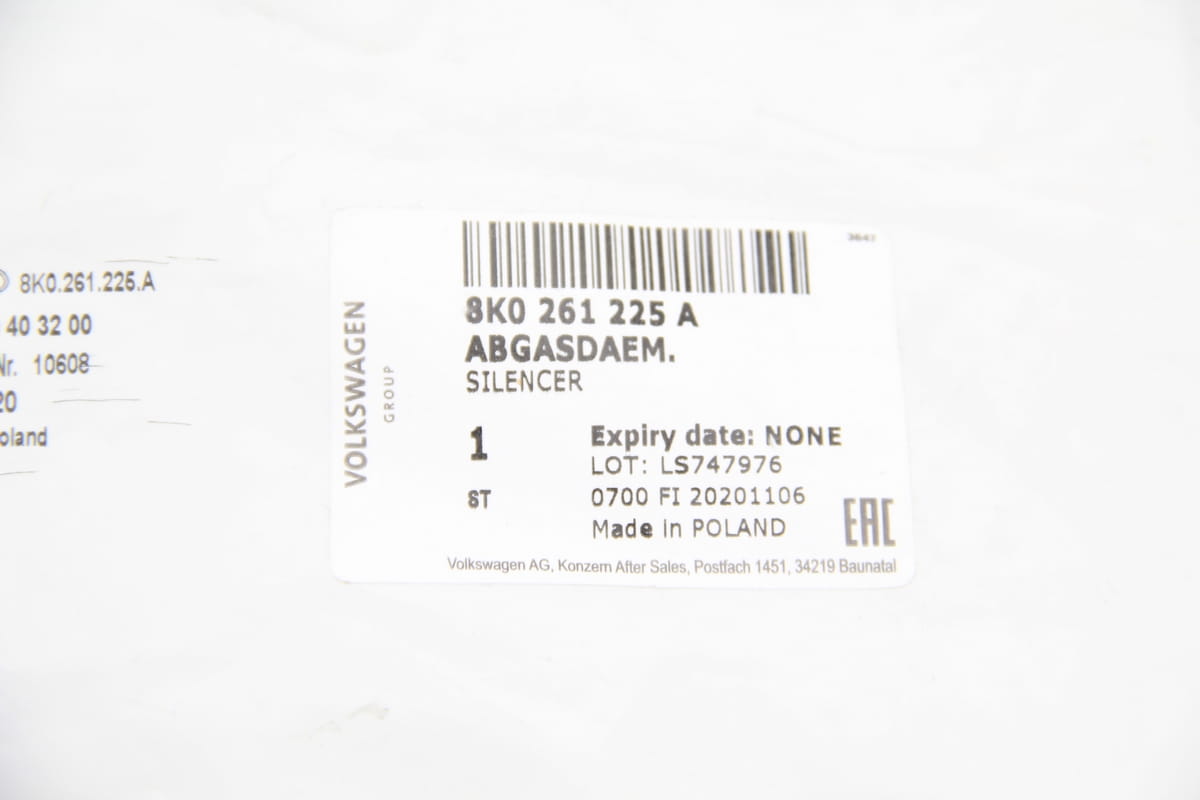 8K0.261.225.A
40 32 00
Nr. 10608
20
oland
3647
VOLKSWAGEN
GROUP
8K0 261 225 A
ABGASDAEM.
SILENCER
1
ST
Expiry date: NONE
LOT: LS747976
0700 FI 20201106
Made in POLAND
EAC
Volkswagen AG, Konzern After Sales, Postfach 1451, 34219 Baunatal